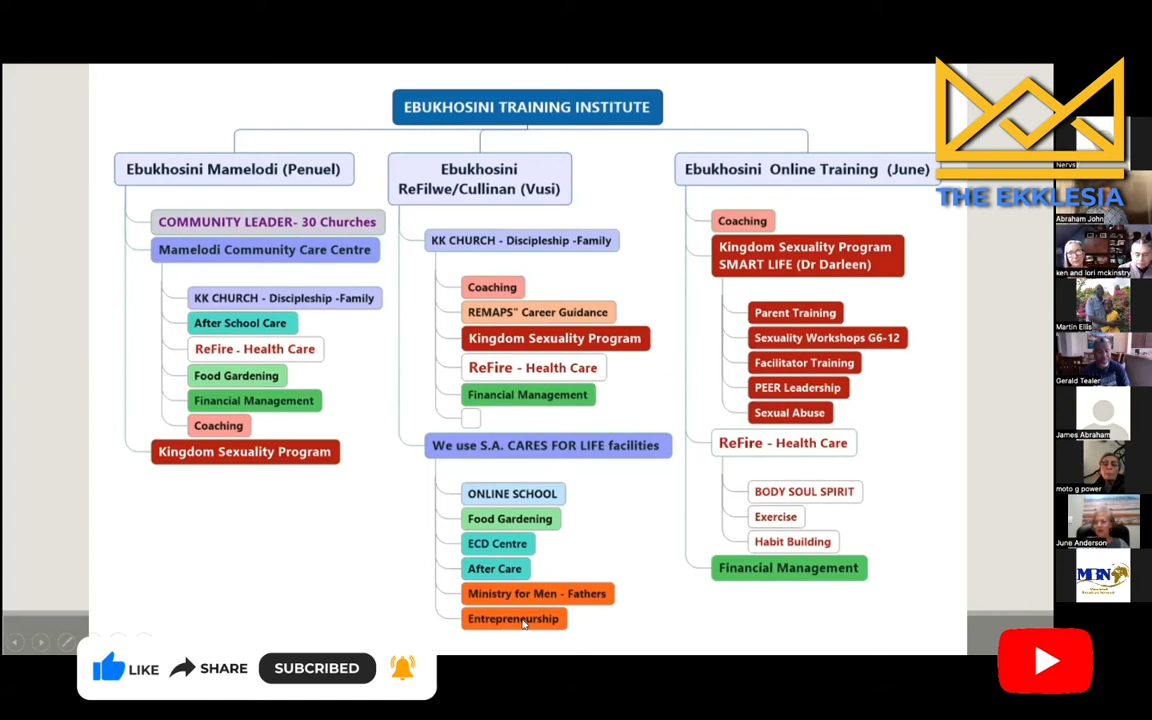 EBUKHOSINI TRAINING INSTITUTE
Ebukhosini Mamelodi (Penuel)
COMMUNITY LEADER- 30 Churches
Mamelodi Community Care Centre
KK CHURCH - Discipleship -Family
After School Care
ReFire - Health Care
Food Gardening
Financial Management
Coaching
Kingdom Sexuality Program
Ebukhosini
ReFilwe/Cullinan (Vusi)
KK CHURCH - Discipleship -Family
Coaching
REMAPS" Career Guidance
Kingdom Sexuality Program
ReFire - Health Care
Financial Management
We use S.A. CARES FOR LIFE facilities
ONLINE SCHOOL
Food Gardening
ECD Centre
After Care
Ministry for Men - Fathers
Entrepreneurship
Ebukhosini Online Training (June)
Coaching
Kingdom Sexuality Program
SMART LIFE (Dr Darleen)
Parent Training
Sexuality Workshops G6-12
Facilitator Training
PEER Leadership
Sexual Abuse
ReFire - Health Care
BODY SOUL SPIRIT
Exercise
Habit Building
Financial Management
THE EKKLESIA
Nervs
Abraham John
ken and lori mckinstry
Martin Ellis
Gerald Tealer
James Abraham
moto g power
June Anderson
MBN
LIKE
SHARE
SUBCRIBED